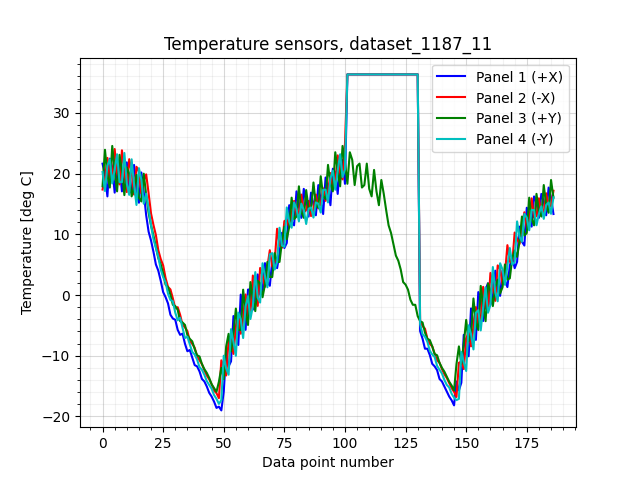 Temperature sensors, dataset_1187_11
Panel 1 (+X)
Panel 2 (-X)
Panel 3 (+Y)
Panel 4 (-Y)
Temperature [deg C]
30
20
10
0
−10
−20
0 25 50 75 100 125 150 175
Data point number